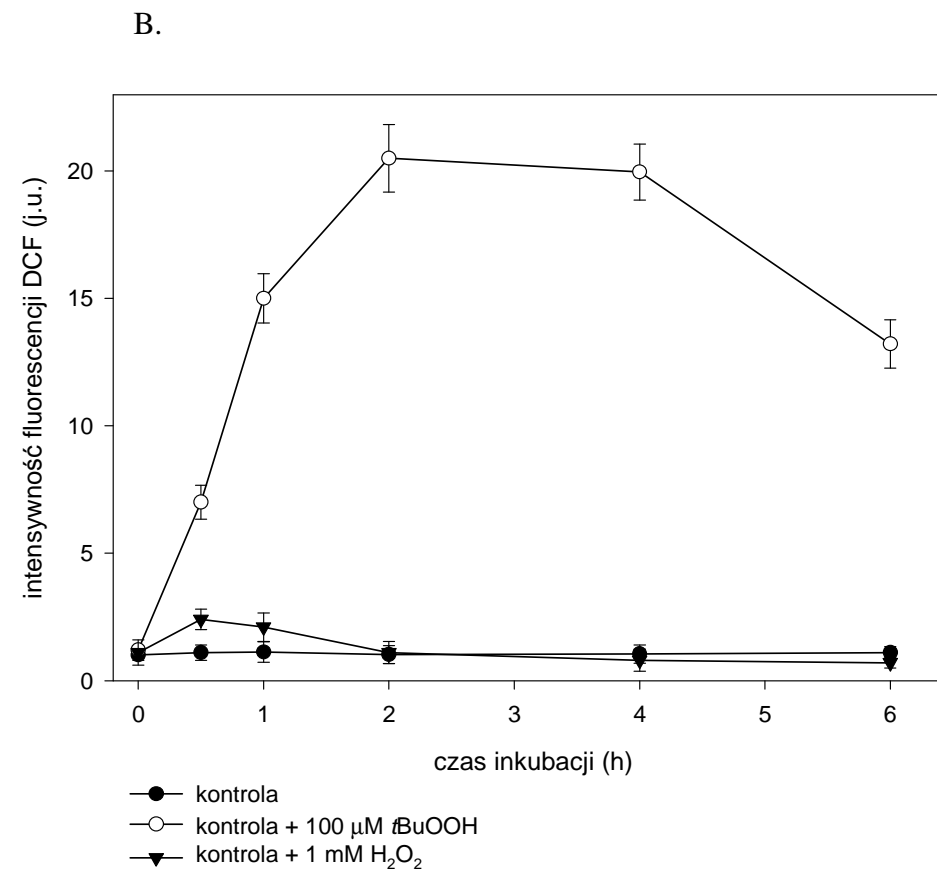 B.
intensywność fluorescencji DCF (j.u.)
20
15
10
5
0
0 1 2 3 4 5 6
czas inkubacji (h)
kontrola
kontrola + 100 μM tBuOOH
kontrola + 1 mM H₂O₂